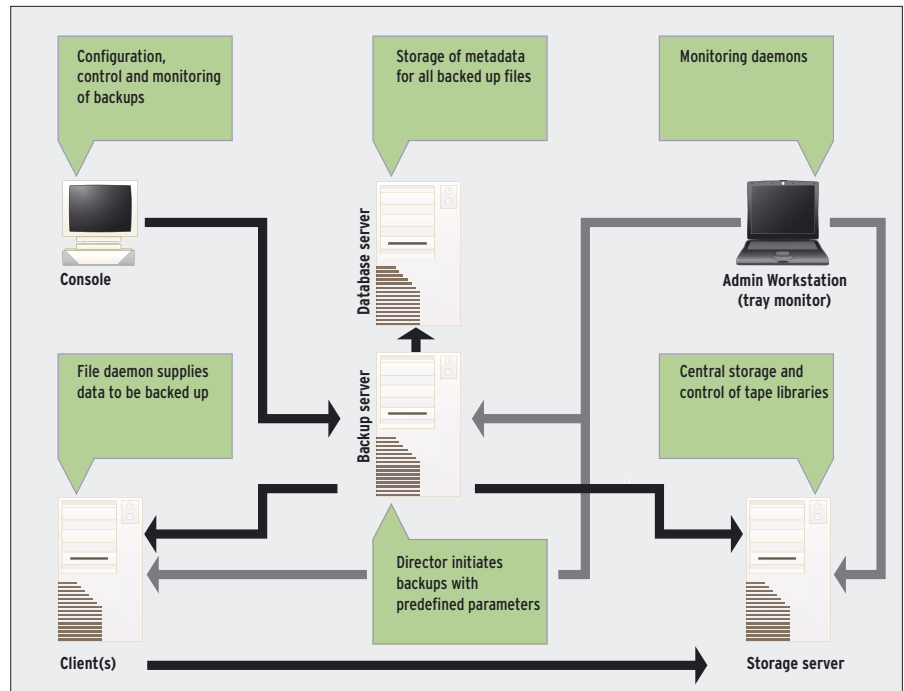 Configuration,
control and monitoring
of backups
Storage of metadata
for all backed up files
Monitoring daemons
Console
Database server
Admin Workstation
(tray monitor)
File daemon supplies
data to be backed up
Backup server
Central storage and
control of tape libraries
Director initiates
backups with
predefined parameters
Client(s)
Storage server